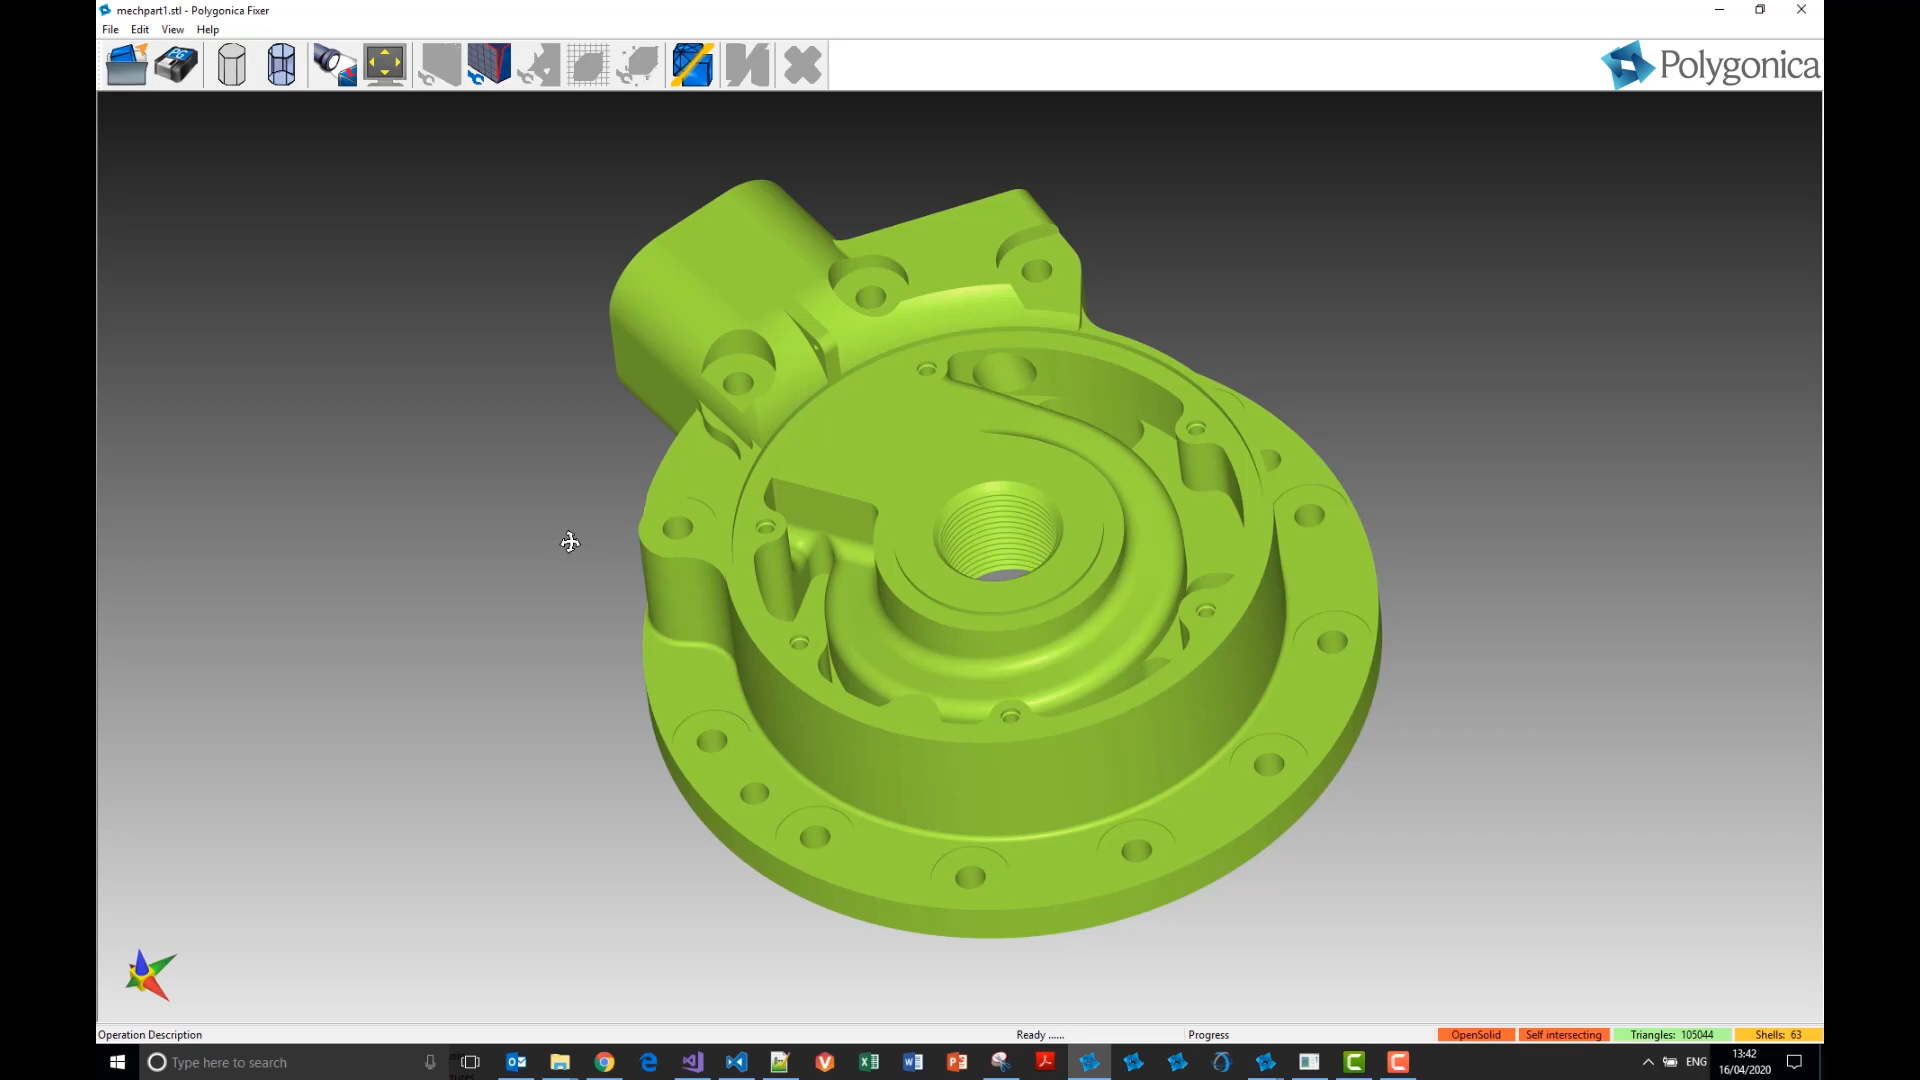 mechpart1.stl - Polygonica Fixer
File Edit View Help
PG
Polygonica
Operation Description
Ready ......
Progress
OpenSolid
Self intersecting
Triangles: 105044
Shells: 63
Type here to search
ENG
13:42
16/04/2020